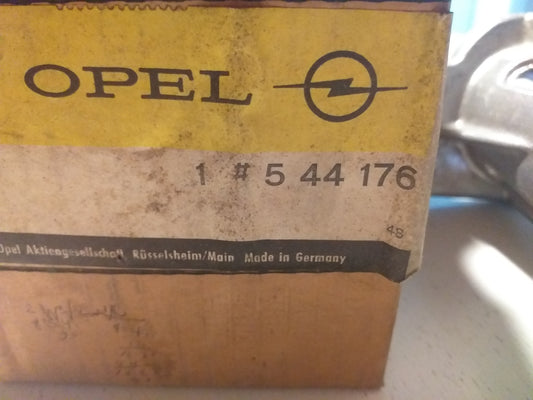 OPEL
1 # 5 44 176
48
Opel Aktiengesellschaft Rüsselsheim/Main Made in Germany